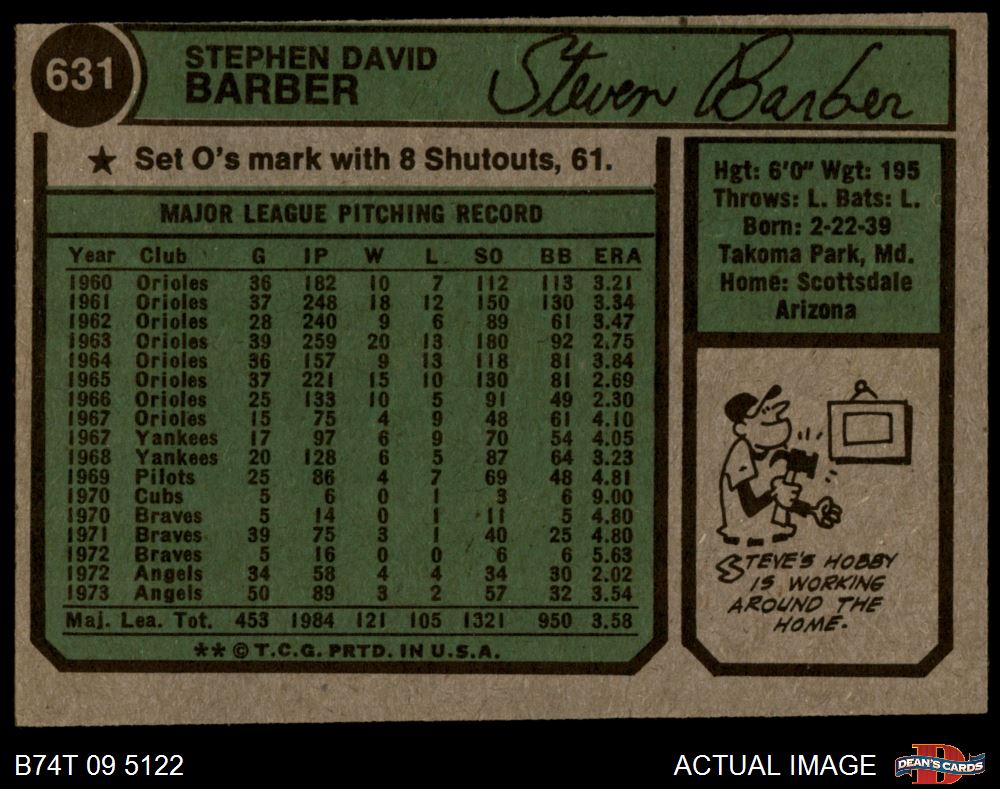 631
STEPHEN DAVID
BARBER
Steven Barber
★ Set O's mark with 8 Shutouts, 61.
MAJOR LEAGUE PITCHING RECORD
Year Club G IP W L SO BB ERA
1960 Orioles 36 182 10 7 112 113 3.21
1961 Orioles 37 248 18 12 150 130 3.34
1962 Orioles 28 240 9 6 89 61 3.47
1963 Orioles 39 259 20 13 180 92 2.75
1964 Orioles 36 157 9 13 118 81 3.84
1965 Orioles 37 221 15 10 130 81 2.69
1966 Orioles 25 133 10 5 91 49 2.30
1967 Orioles 15 75 4 9 48 61 4.10
1967 Yankees 17 97 6 9 70 54 4.05
1968 Yankees 20 128 6 5 87 64 3.23
1969 Pilots 25 86 4 7 69 48 4.81
1970 Cubs 5 6 0 1 3 6 9.00
1970 Braves 5 14 0 1 11 5 4.80
1971 Braves 39 75 3 1 40 25 4.80
1972 Braves 5 16 0 0 6 6 5.63
1972 Angels 34 58 4 4 34 30 2.02
1973 Angels 50 89 3 2 57 32 3.54
Maj. Lea. Tot. 453 1984 121 105 1321 950 3.58
** © T.C.G. PRTD. IN U.S.A.
Hgt: 6'0" Wgt: 195
Throws: L. Bats: L.
Born: 2-22-39
Takoma Park, Md.
Home: Scottsdale
Arizona
STEVE'S HOBBY
IS WORKING
AROUND THE
HOME.
B74T 09 5122
ACTUAL IMAGE
DEAN'S CARDS